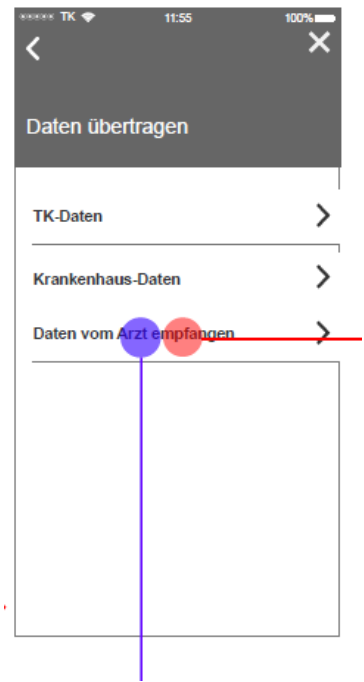 TK 11:55 100%
Daten übertragen
TK-Daten
Krankenhaus-Daten
Daten vom Arzt empfangen